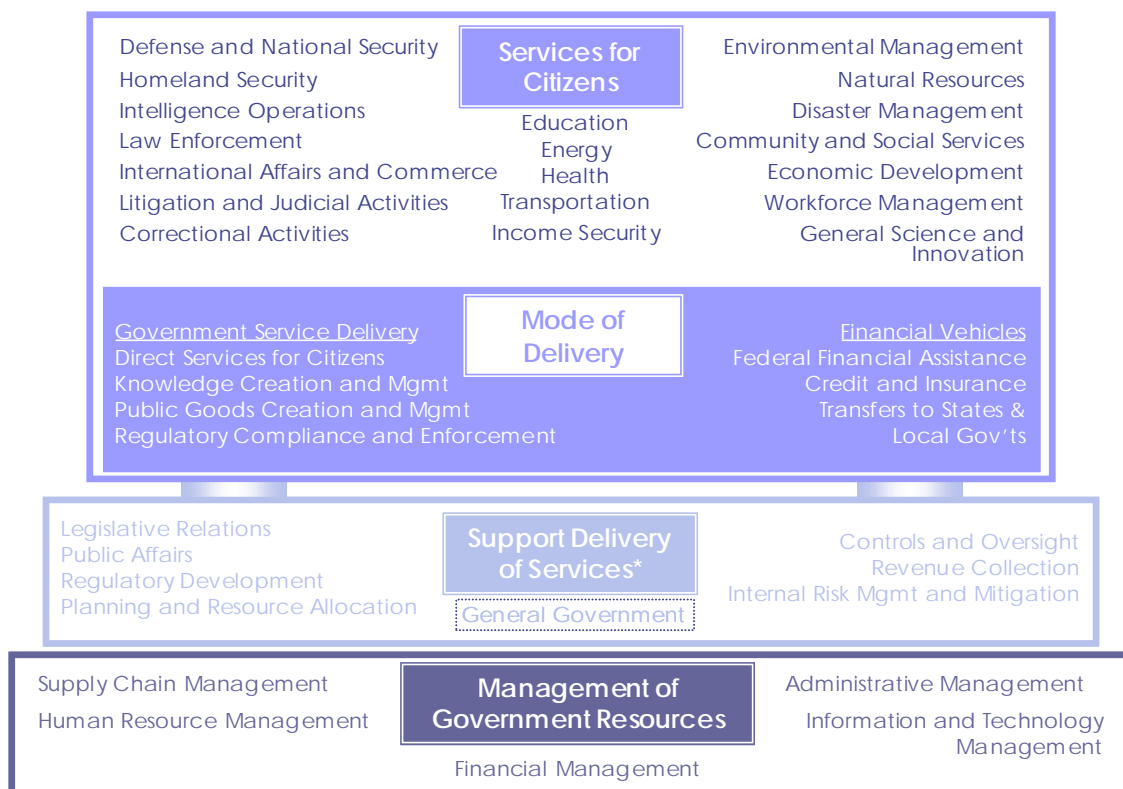 Services for
Citizens
Defense and National Security
Homeland Security
Intelligence Operations
Law Enforcement
International Affairs and Commerce
Litigation and Judicial Activities
Correctional Activities
Education
Energy
Health
Transportation
Income Security
Environmental Management
Natural Resources
Disaster Management
Community and Social Services
Economic Development
Workforce Management
General Science and
Innovation
Mode of
Delivery
Government Service Delivery
Direct Services for Citizens
Knowledge Creation and Mgmt
Public Goods Creation and Mgmt
Regulatory Compliance and Enforcement
Financial Vehicles
Federal Financial Assistance
Credit and Insurance
Transfers to States &
Local Gov’ts
Support Delivery
of Services*
Legislative Relations
Public Affairs
Regulatory Development
Planning and Resource Allocation
General Government
Controls and Oversight
Revenue Collection
Internal Risk Mgmt and Mitigation
Management of
Government Resources
Supply Chain Management
Human Resource Management
Financial Management
Administrative Management
Information and Technology
Management